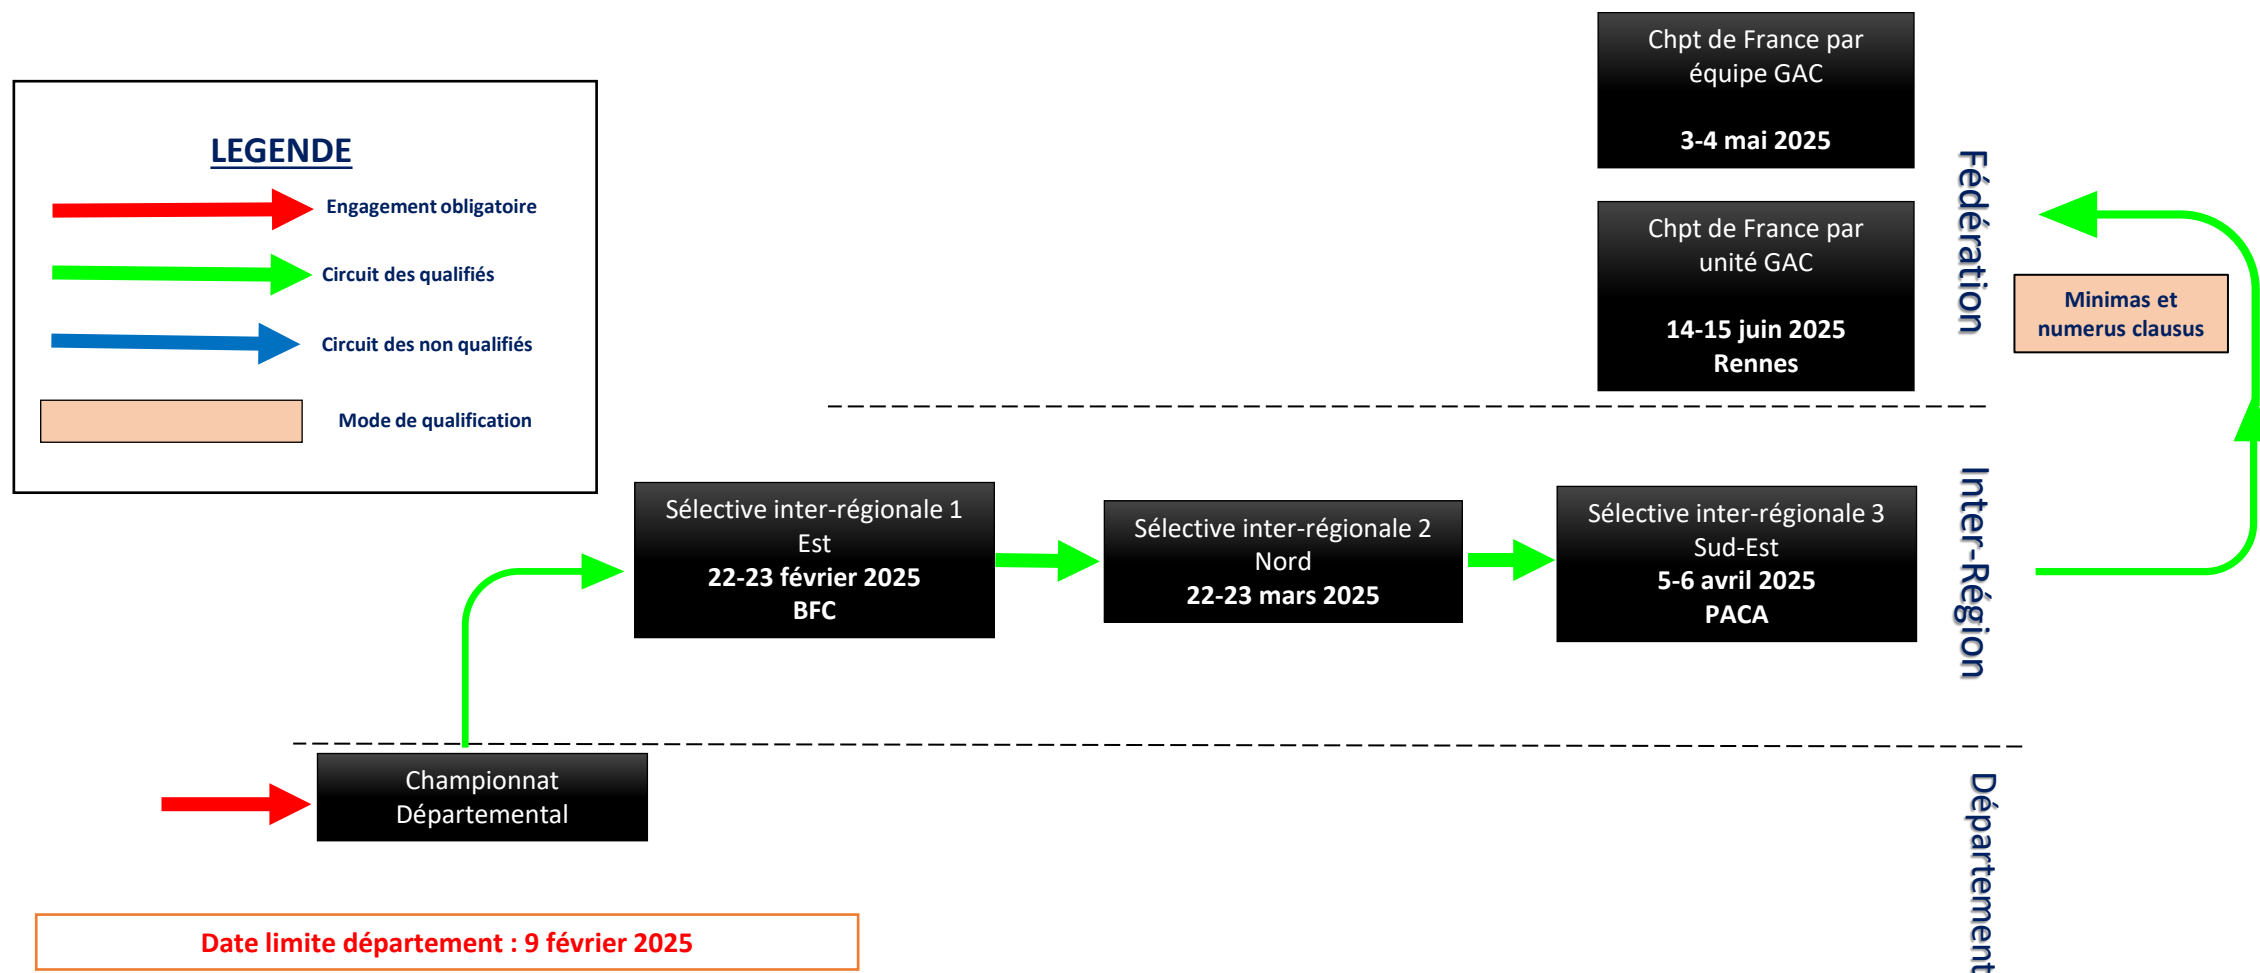 LEGENDE
Engagement obligatoire
Circuit des qualifiés
Circuit des non qualifiés
Mode de qualification
Chpt de France par
équipe GAC
3-4 mai 2025
Chpt de France par
unité GAC
14-15 juin 2025
Rennes
Fédération
Minimas et
numerus clausus
Sélective inter-régionale 1
Est
22-23 février 2025
BFC
Sélective inter-régionale 2
Nord
22-23 mars 2025
Sélective inter-régionale 3
Sud-Est
5-6 avril 2025
PACA
Inter-Région
Championnat
Départemental
Département
Date limite département : 9 février 2025